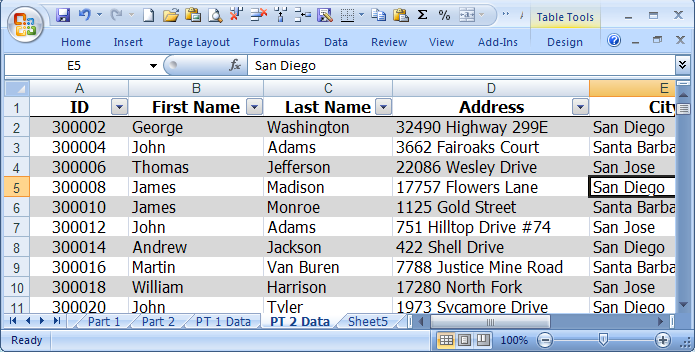 Table Tools
Home Insert Page Layout Formulas Data Review View Add-Ins Design
E5 fx San Diego
A B C D E
1 ID First Name Last Name Address City
2 300002 George Washington 32490 Highway 299E San Diego
3 300004 John Adams 3662 Fairoaks Court Santa Barba
4 300006 Thomas Jefferson 22086 Wesley Drive San Jose
5 300008 James Madison 17757 Flowers Lane San Diego
6 300010 James Monroe 1125 Gold Street Santa Barba
7 300012 John Adams 751 Hilltop Drive #74 San Jose
8 300014 Andrew Jackson 422 Shell Drive San Diego
9 300016 Martin Van Buren 7788 Justice Mine Road Santa Barba
10 300018 William Harrison 17280 North Fork San Jose
11 300020 John Tyler 1973 Sycamore Drive San Diego
Part 1 Part 2 PT 1 Data PT 2 Data Sheet5
Ready 100%